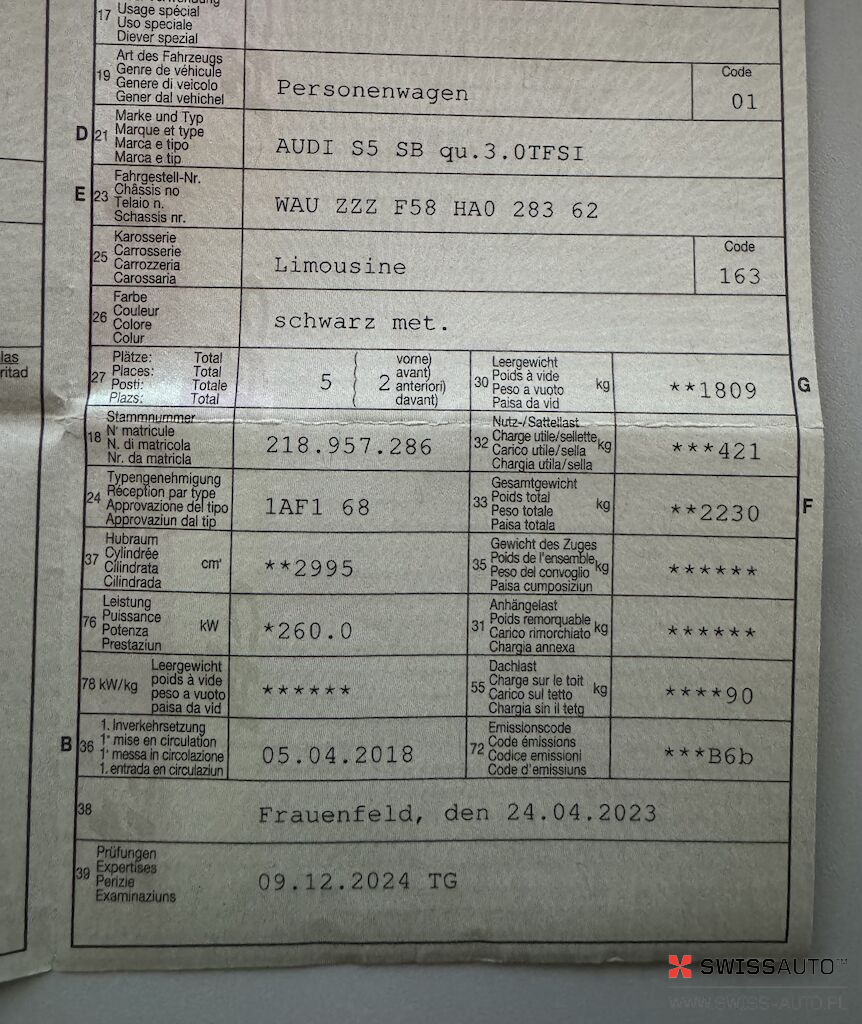 17 Usage spécial
Uso speciale
Diever spezial
19 Art des Fahrzeugs
Genre de véhicule
Genere di veicolo
Gener dal vehichel
Personenwagen
Code
01
D 21 Marke und Typ
Marque et type
Marca e tipo
Marca e tip
AUDI S5 SB qu.3.0TFSI
E 23 Fahrgestell-Nr.
Châssis no
Telaio n.
Schassis nr.
WAU ZZZ F58 HA0 283 62
25 Karosserie
Carrosserie
Carrozzeria
Carossaria
Limousine
Code
163
26 Farbe
Couleur
Colore
Colur
schwarz met.
las
ritad
27 Plätze: Total
Places: Total
Posti: Totale
Plazs: Total
5
( vorne)
( avant)
2 anteriori)
( davant)
30 Leergewicht
Poids à vide
Peso a vuoto
Paisa da vid
kg
**1809
G
18 Stammnummer
N° matricule
N. di matricola
Nr. da matricla
218.957.286
32 Nutz-/Sattellast
Charge utile/sellette
Carico utile/sella
Chargia utila/sella
kg
***421
24 Typengenehmigung
Réception par type
Approvazione del tipo
Approvaziun dal tip
1AF1 68
33 Gesamtgewicht
Poids total
Peso totale
Paisa totala
kg
**2230
F
37 Hubraum
Cylindrée
Cilindrata
Cilindrada
cm³
**2995
35 Gewicht des Zuges
Poids de l'ensemble
Peso del convoglio
Paisa cumposiziun
kg
******
76 Leistung
Puissance
Potenza
Prestaziun
kW
*260.0
31 Anhängelast
Poids remorquable
Carico rimorchiato
Chargia annexa
kg
******
78 kW/kg
Leergewicht
poids à vide
peso a vuoto
paisa da vid
******
55 Dachlast
Charge sur le toit
Carico sul tetto
Chargia sin il tetg
kg
****90
B 36 1. Inverkehrsetzung
1° mise en circulation
1° messa in circolazione
1. entrada en circulaziun
05.04.2018
72 Emissionscode
Code émissions
Codice emissioni
Code d'emissiuns
***B6b
38
Frauenfeld, den 24.04.2023
39 Prüfungen
Expertises
Perizie
Examinaziuns
09.12.2024 TG
SWISSAUTO™
WWW.SWISS-AUTO.PL